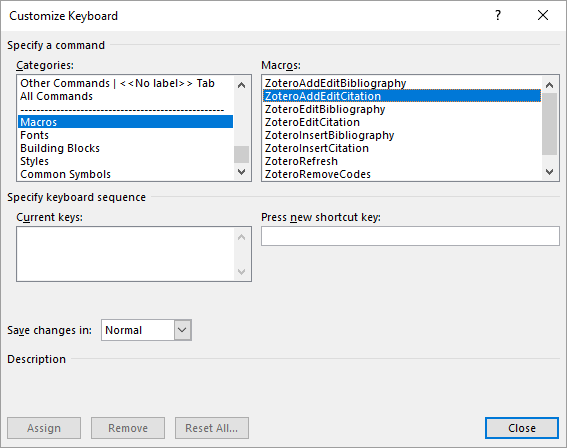 Customize Keyboard
Specify a command
Categories:
Macros:
Other Commands | <<No label>> Tab
All Commands
----------------------------------------------------
Macros
Fonts
Building Blocks
Styles
Common Symbols
ZoteroAddEditBibliography
ZoteroAddEditCitation
ZoteroEditBibliography
ZoteroEditCitation
ZoteroInsertBibliography
ZoteroInsertCitation
ZoteroRefresh
ZoteroRemoveCodes
Specify keyboard sequence
Current keys:
Press new shortcut key:
Save changes in:
Normal
Description
Assign
Remove
Reset All...
Close